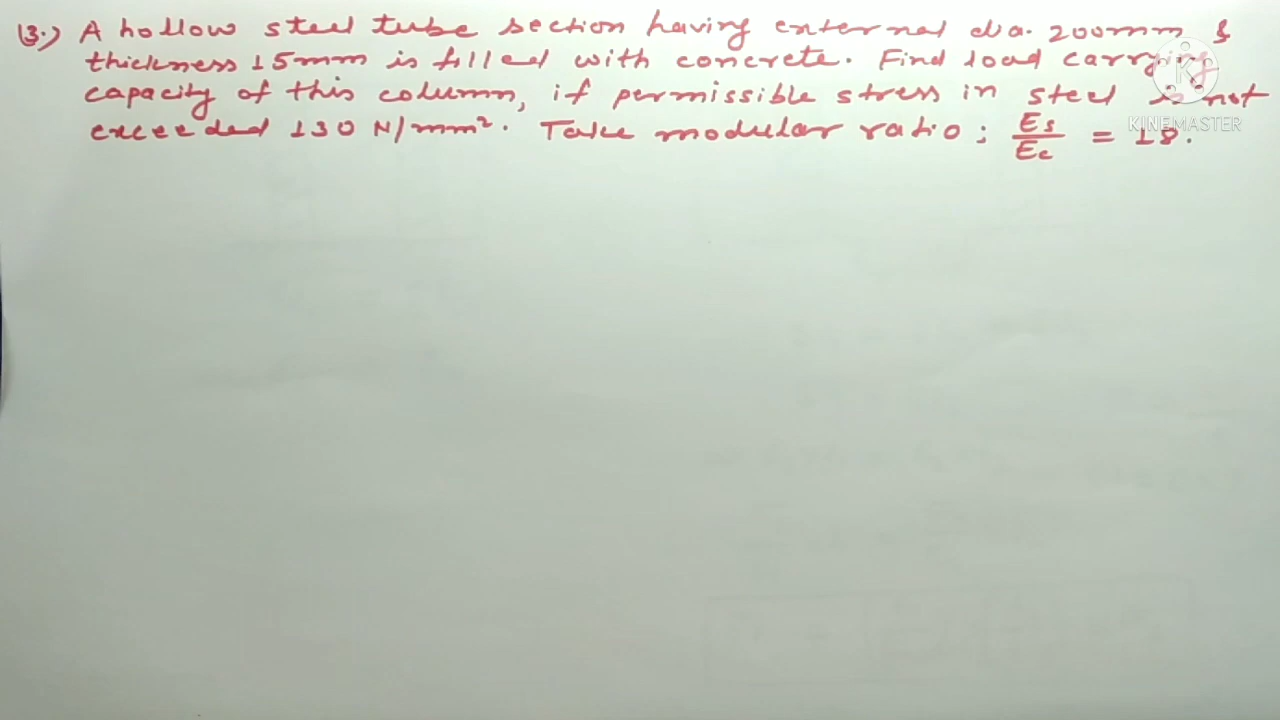 (3.) A hollow steel tube section having external dia. 200mm &
thickness 15mm is filled with concrete. Find load carrying
capacity of this column, if permissible stress in steel is not
exceeded 130 N/mm². Take modular ratio ; Es/Ec = 18.
KINEMASTER